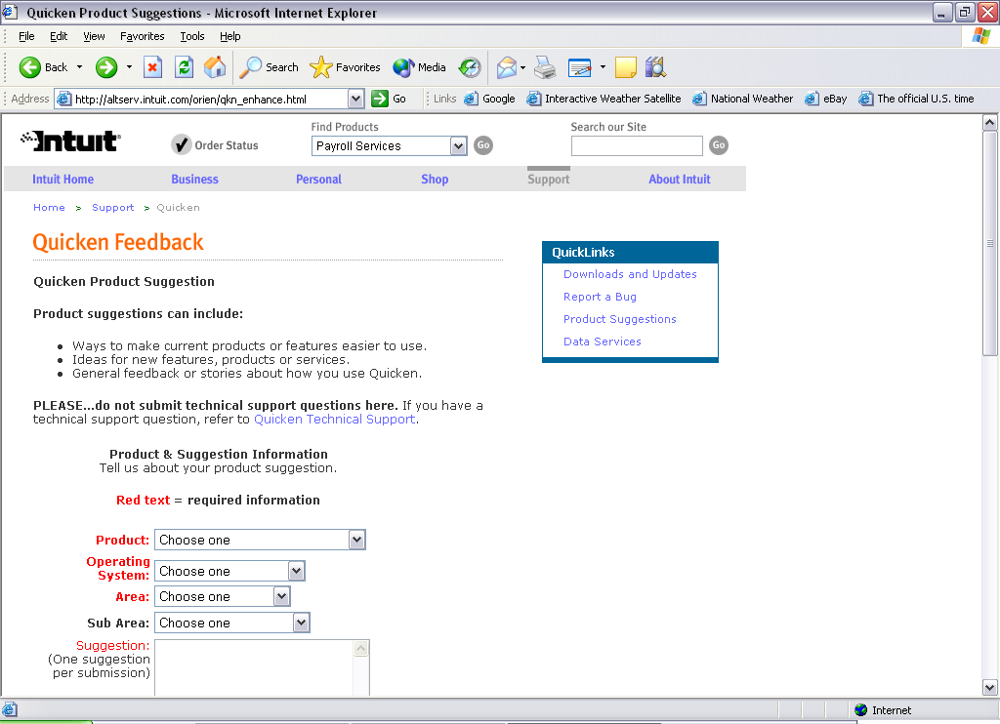 Quicken Product Suggestions - Microsoft Internet Explorer
File Edit View Favorites Tools Help
Back Search Favorites Media
Address http://altserv.intuit.com/orien/qkn_enhance.html Go Links Google Interactive Weather Satellite National Weather eBay The official U.S. time
Find Products Search our Site
Intuit Order Status Payroll Services Go Go
Intuit Home Business Personal Shop Support About Intuit
Home > Support > Quicken
Quicken Feedback
QuickLinks
Downloads and Updates
Report a Bug
Product Suggestions
Data Services
Quicken Product Suggestion
Product suggestions can include:
• Ways to make current products or features easier to use.
• Ideas for new features, products or services.
• General feedback or stories about how you use Quicken.
PLEASE...do not submit technical support questions here. If you have a
technical support question, refer to Quicken Technical Support.
Product & Suggestion Information
Tell us about your product suggestion.
Red text = required information
Product: Choose one
Operating
System: Choose one
Area: Choose one
Sub Area: Choose one
Suggestion:
(One suggestion
per submission)
Internet